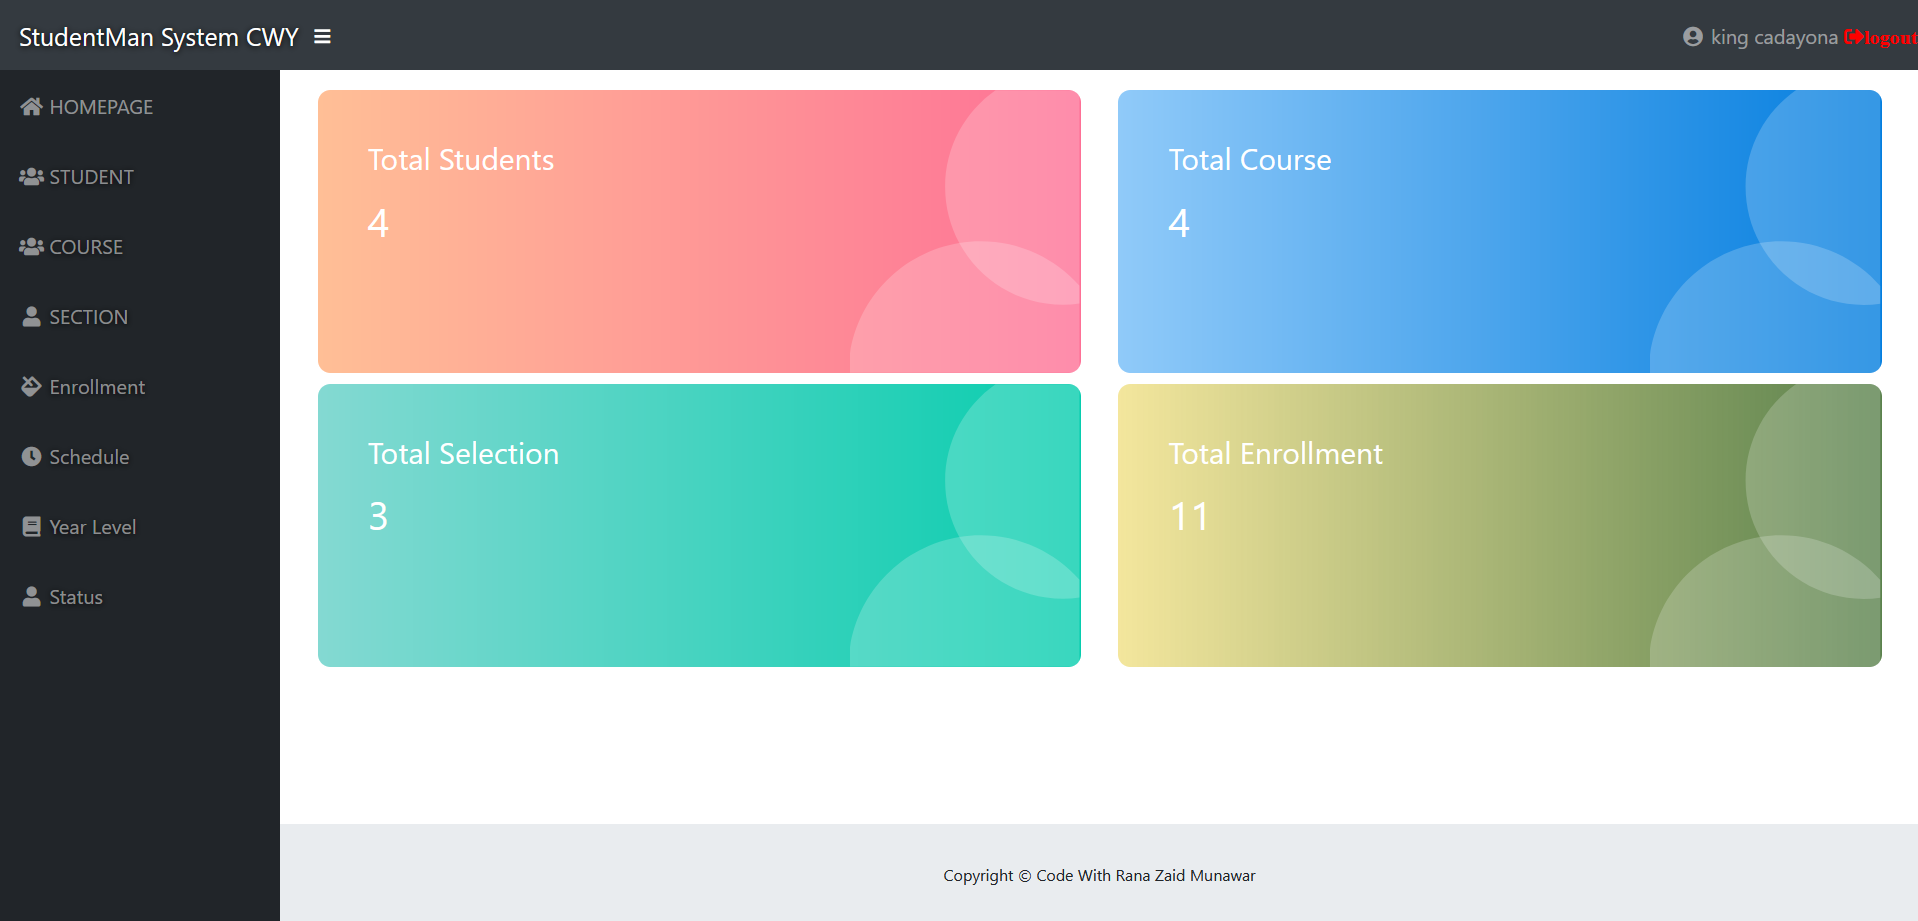 StudentMan System CWY
king cadayona logout
HOMEPAGE
STUDENT
COURSE
SECTION
Enrollment
Schedule
Year Level
Status
Total Students
4
Total Course
4
Total Selection
3
Total Enrollment
11
Copyright © Code With Rana Zaid Munawar